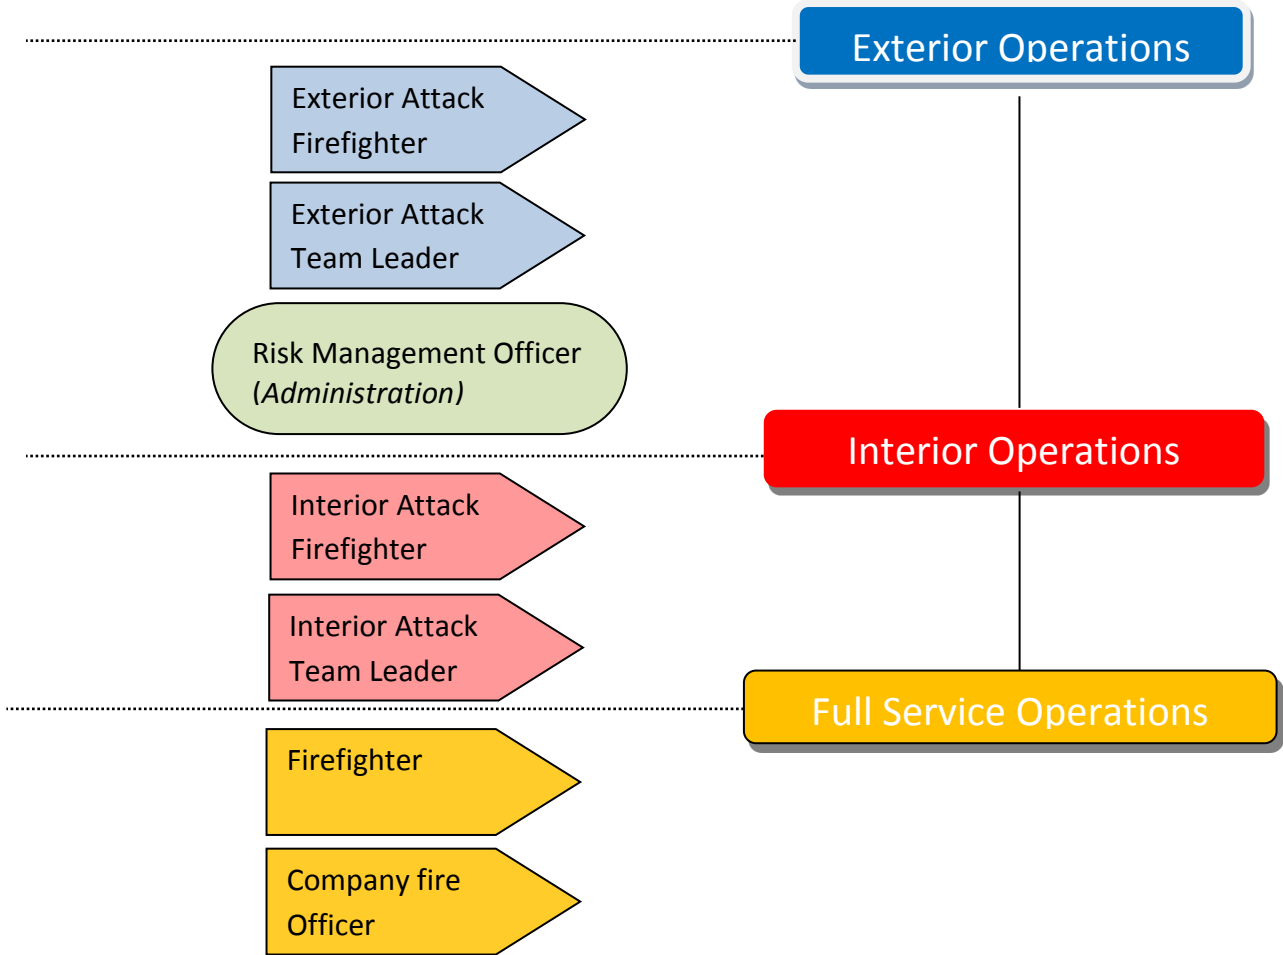 Exterior Operations
Exterior Attack
Firefighter
Exterior Attack
Team Leader
Risk Management Officer
(Administration)
Interior Operations
Interior Attack
Firefighter
Interior Attack
Team Leader
Full Service Operations
Firefighter
Company fire
Officer